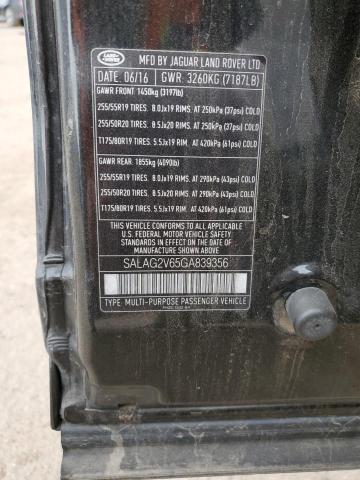 LAND ROVER
MFD BY JAGUAR LAND ROVER LTD
DATE: 06/16 GWR: 3260KG (7187LB)
GAWR FRONT: 1450kg (3197lb)
255/55R19 TIRES. 8.0Jx19 RIMS. AT 250kPa (37psi) COLD
255/50R20 TIRES. 8.5Jx20 RIMS. AT 250kPa (37psi) COLD
T175/80R19 TIRES. 5.5Jx19 RIM. AT 420kPa (61psi) COLD
GAWR REAR: 1855kg (4090lb)
255/55R19 TIRES. 8.0Jx19 RIMS. AT 290kPa (43psi) COLD
255/50R20 TIRES. 8.5Jx20 RIMS. AT 290kPa (43psi) COLD
T175/80R19 TIRES. 5.5Jx19 RIM. AT 420kPa (61psi) COLD
THIS VEHICLE CONFORMS TO ALL APPLICABLE
U.S. FEDERAL MOTOR VEHICLE SAFETY
STANDARDS IN EFFECT ON THE DATE OF
MANUFACTURE SHOWN ABOVE.
SALAG2V65GA839356
TYPE: MULTI-PURPOSE PASSENGER VEHICLE